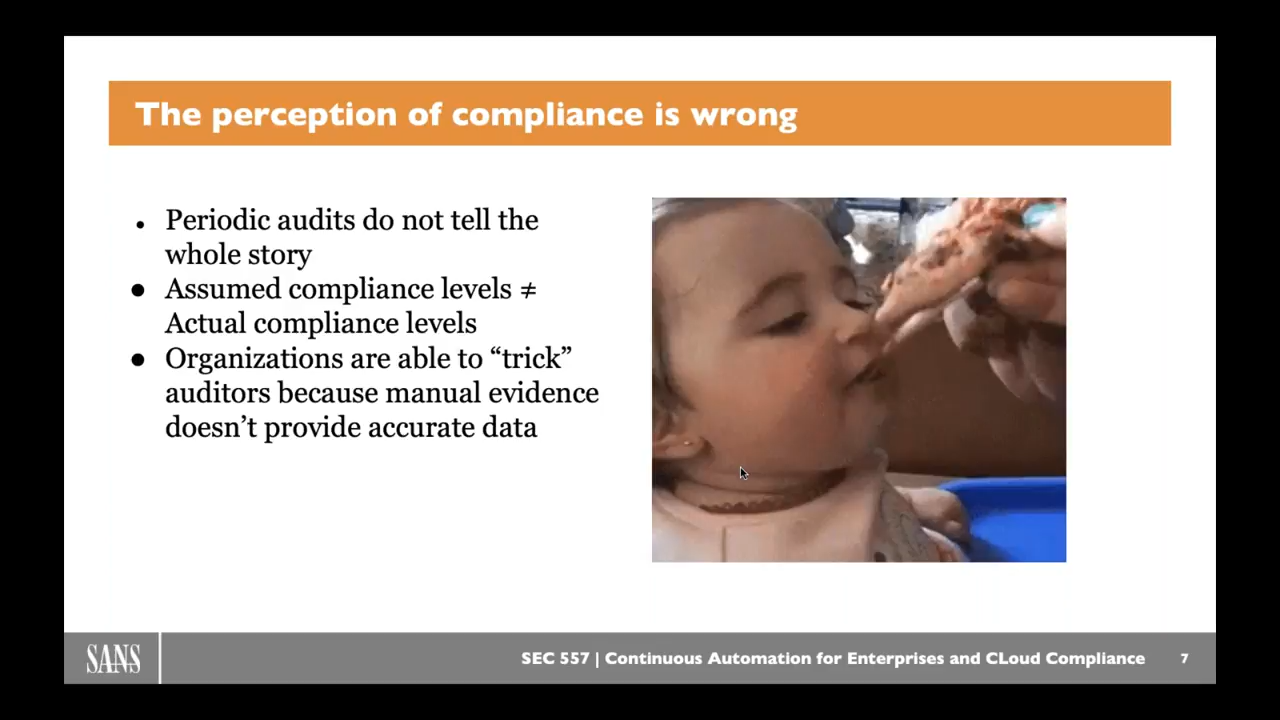 The perception of compliance is wrong
• Periodic audits do not tell the
whole story
● Assumed compliance levels ≠
Actual compliance levels
● Organizations are able to “trick”
auditors because manual evidence
doesn’t provide accurate data
SANS
SEC 557 | Continuous Automation for Enterprises and CLoud Compliance
7